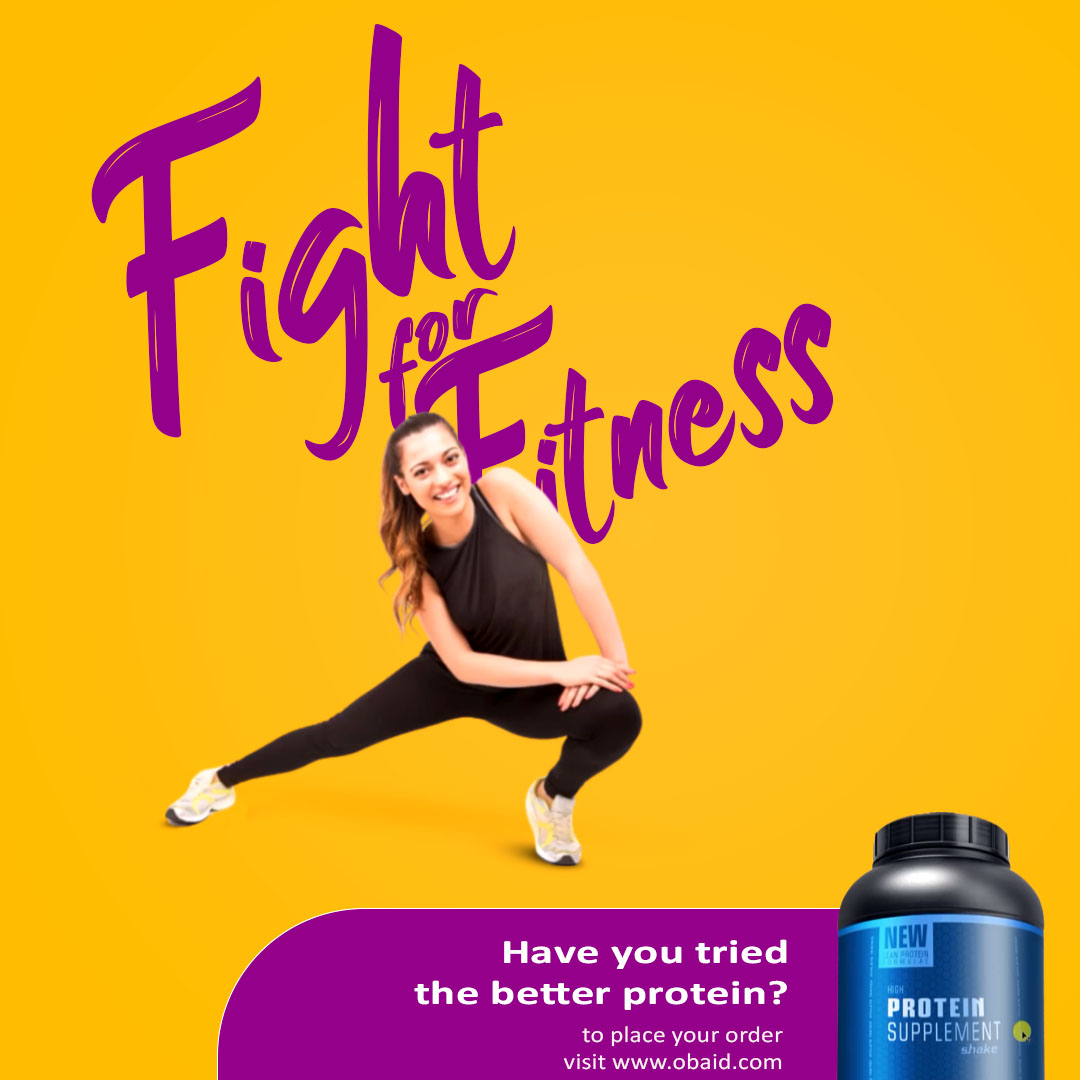 Fight
for
Fitness
Have you tried
the better protein?
to place your order
visit www.obaid.com
NEW
PROTEIN
HIGH
PROTEIN
SUPPLEMENT
shake